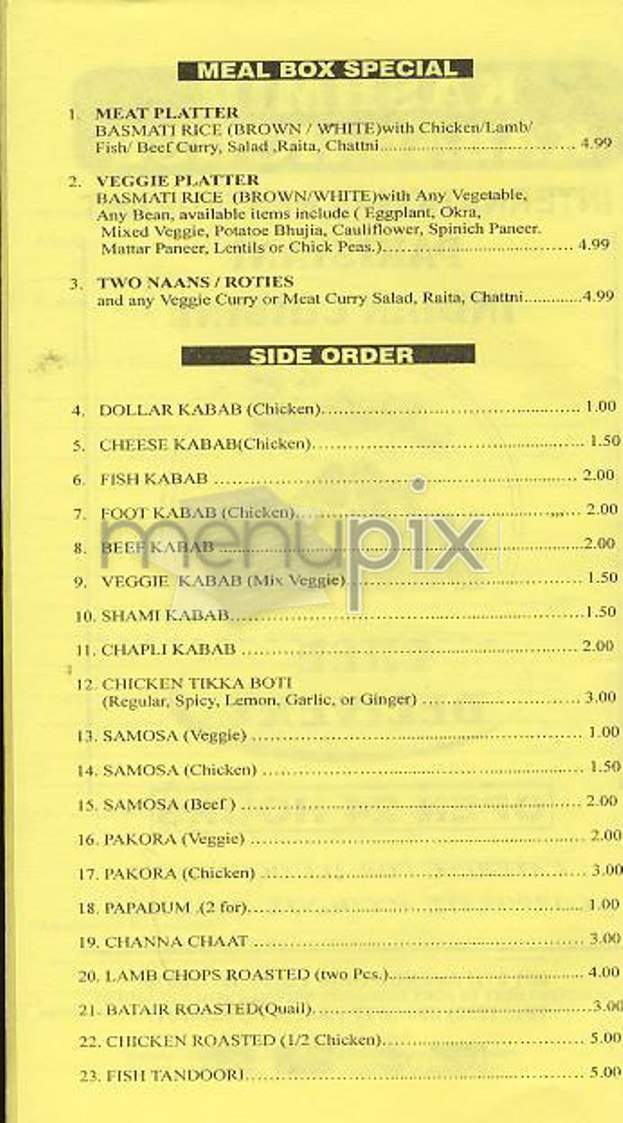 MEAL BOX SPECIAL
1. MEAT PLATTER
BASMATI RICE (BROWN / WHITE)with Chicken/Lamb/
Fish/ Beef Curry, Salad ,Raita, Chattni.................................... 4.99
2. VEGGIE PLATTER
BASMATI RICE (BROWN/WHITE)with Any Vegetable,
Any Bean, available items include ( Eggplant, Okra,
Mixed Veggie, Potatoe Bhujia, Cauliflower, Spinich Paneer.
Mattar Paneer, Lentils or Chick Peas.)................................... 4.99
3. TWO NAANS / ROTIES
and any Veggie Curry or Meat Curry Salad, Raita, Chattni............4.99
SIDE ORDER
4. DOLLAR KABAB (Chicken)............................................... 1.00
5. CHEESE KABAB(Chicken)................................................. 1.50
6. FISH KABAB .................................................................. 2.00
7. FOOT KABAB (Chicken).................................................. 2.00
menupix
8. BEEF KABAB ..................................................................2.00
9. VEGGIE KABAB (Mix Veggie)........................................... 1.50
10. SHAMI KABAB................................................................1.50
11. CHAPLI KABAB ............................................................. 2.00
12. CHICKEN TIKKA BOTI
(Regular, Spicy, Lemon, Garlic, or Ginger) ............................. 3.00
13. SAMOSA (Veggie) ............................................................ 1.00
14. SAMOSA (Chicken) .......................................................... 1.50
15. SAMOSA (Beef ) .............................................................. 2.00
16. PAKORA (Veggie) ............................................................ 2.00
17. PAKORA (Chicken) .......................................................... 3.00
18. PAPADUM .(2 for)............................................................ 1.00
19. CHANNA CHAAT ............................................................ 3.00
20. LAMB CHOPS ROASTED (two Pcs.)................................... 4.00
21. BATAIR ROASTED(Quail)..................................................3.00
22. CHICKEN ROASTED (1/2 Chicken)..................................... 5.00
23. FISH TANDOORI.............................................................. 5.00